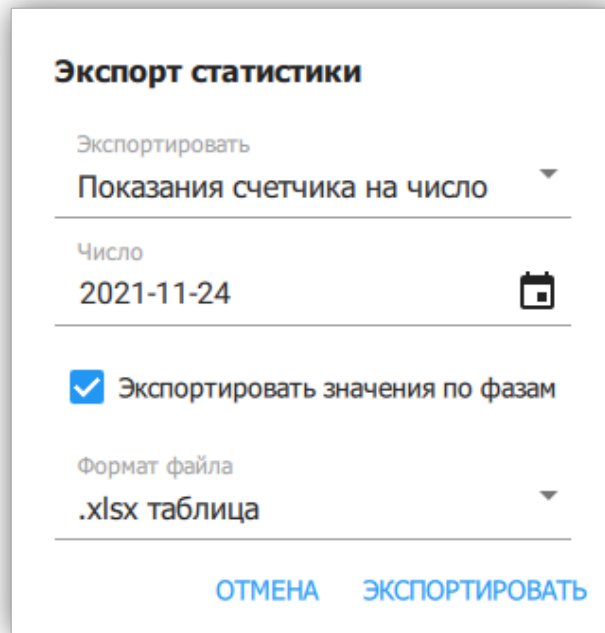 Экспорт статистики
Экспортировать
Показания счетчика на число
Число
2021-11-24
Экспортировать значения по фазам
Формат файла
.xlsx таблица
ОТМЕНА ЭКСПОРТИРОВАТЬ